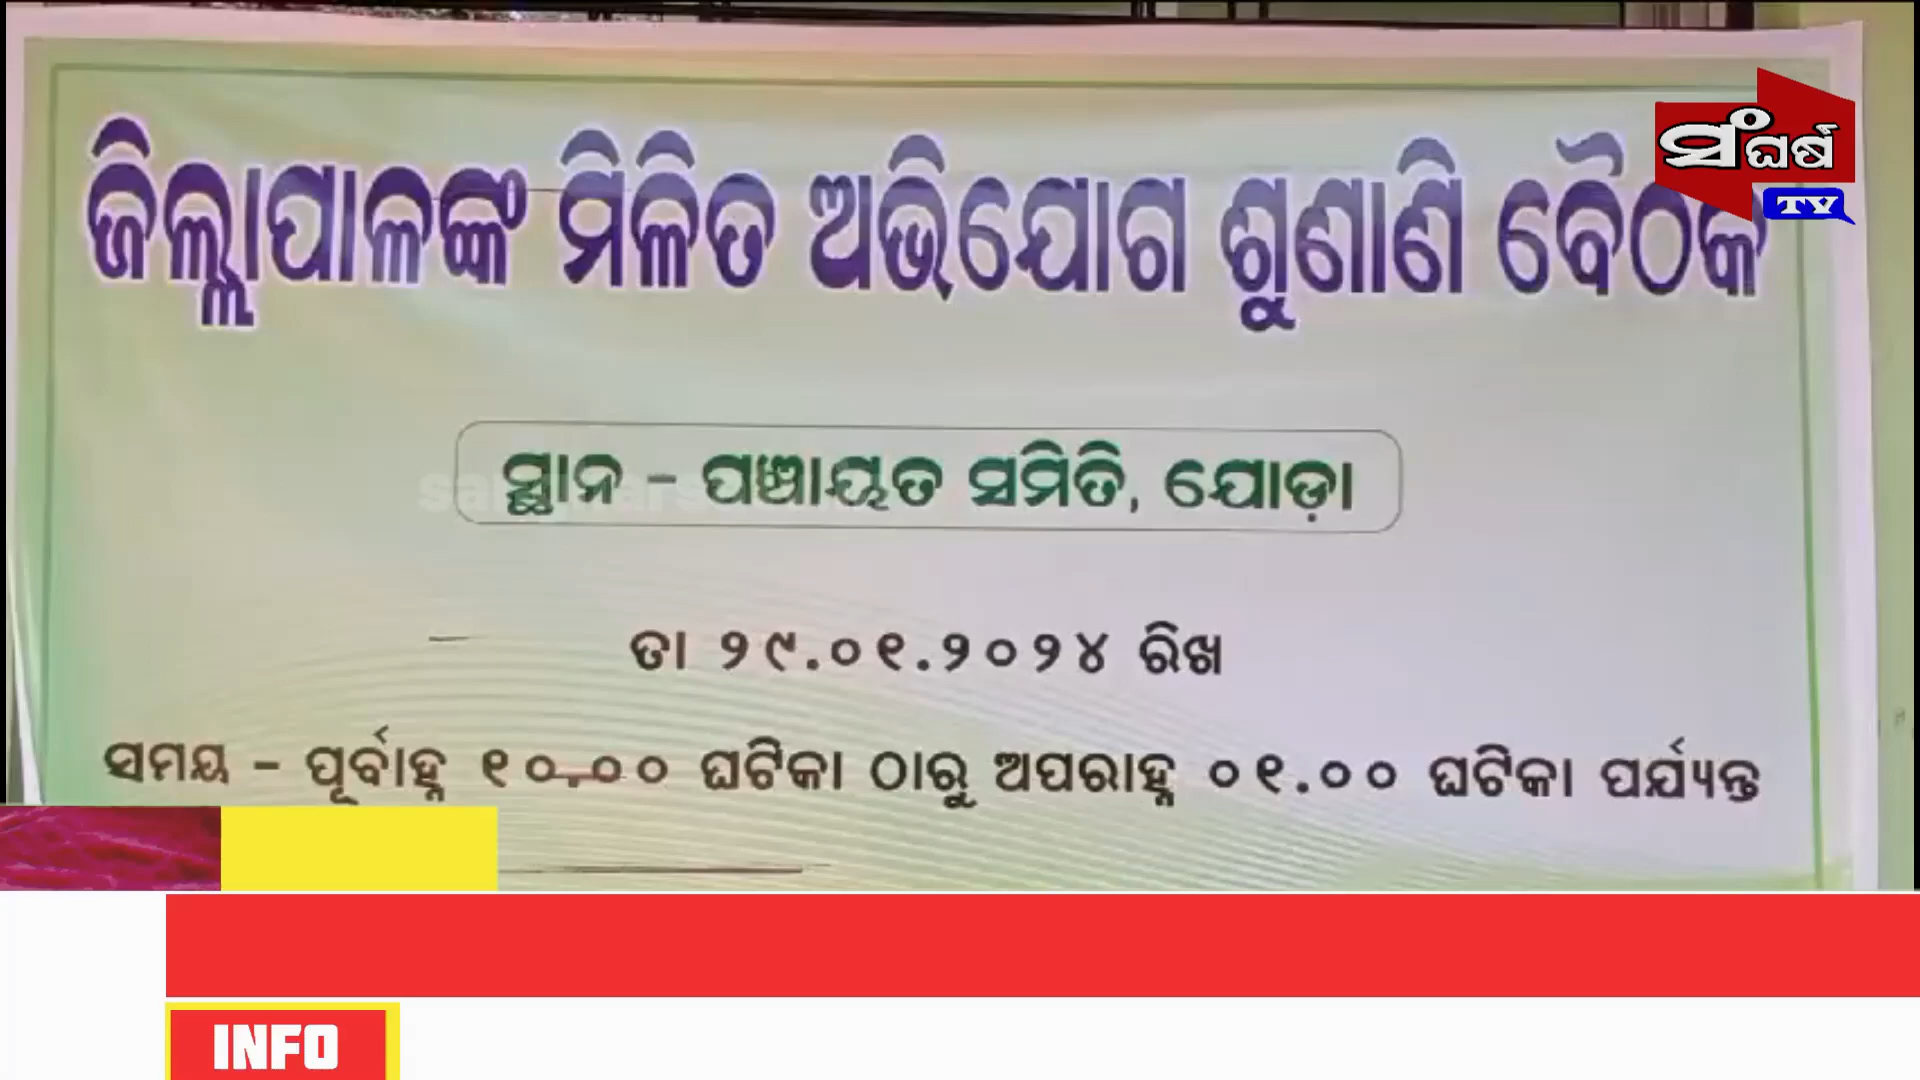 ଜିଲ୍ଲାପାଳଙ୍କ ମିଳିତ ଅଭିଯୋଗ ଶୁଣାଣି ବୈଠକ
ସଂଘର୍ଷ
TV
ସ୍ଥାନ - ପଞ୍ଚାୟତ ସମିତି, ଯୋଡ଼ା
ତା ୨୯.୦୧.୨୦୨୪ ରିଖ
ସମୟ - ପୂର୍ବାହ୍ନ ୧୦.୦୦ ଘଟିକା ଠାରୁ ଅପରାହ୍ନ ୦୧.୦୦ ଘଟିକା ପର୍ଯ୍ୟନ୍ତ
INFO